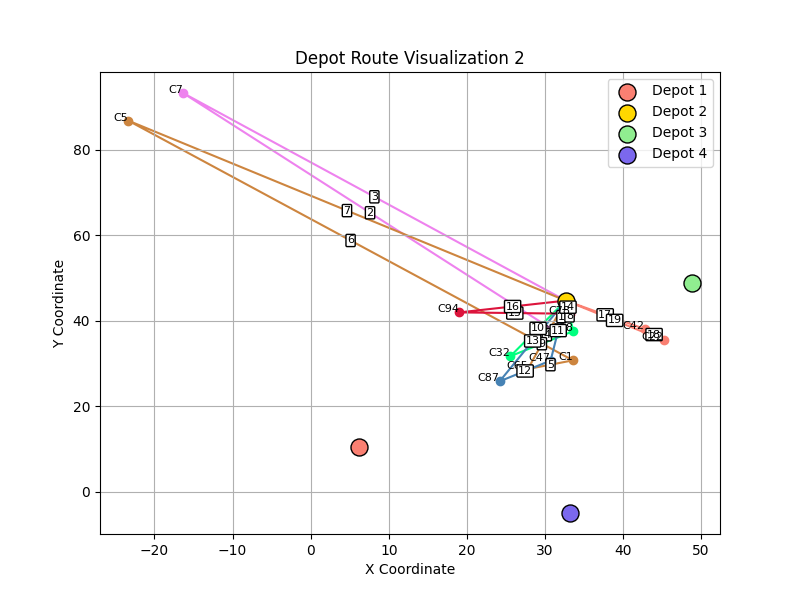 Depot Route Visualization 2
Depot 1
Depot 2
Depot 3
Depot 4
Y Coordinate
80
60
40
20
0
−20
−10
0
10
20
30
40
50
X Coordinate
C7
C5
3
7
2
6
C94
16
14
17
19
C42
18
10
11
13
C32
C47
C1
5
12
C87